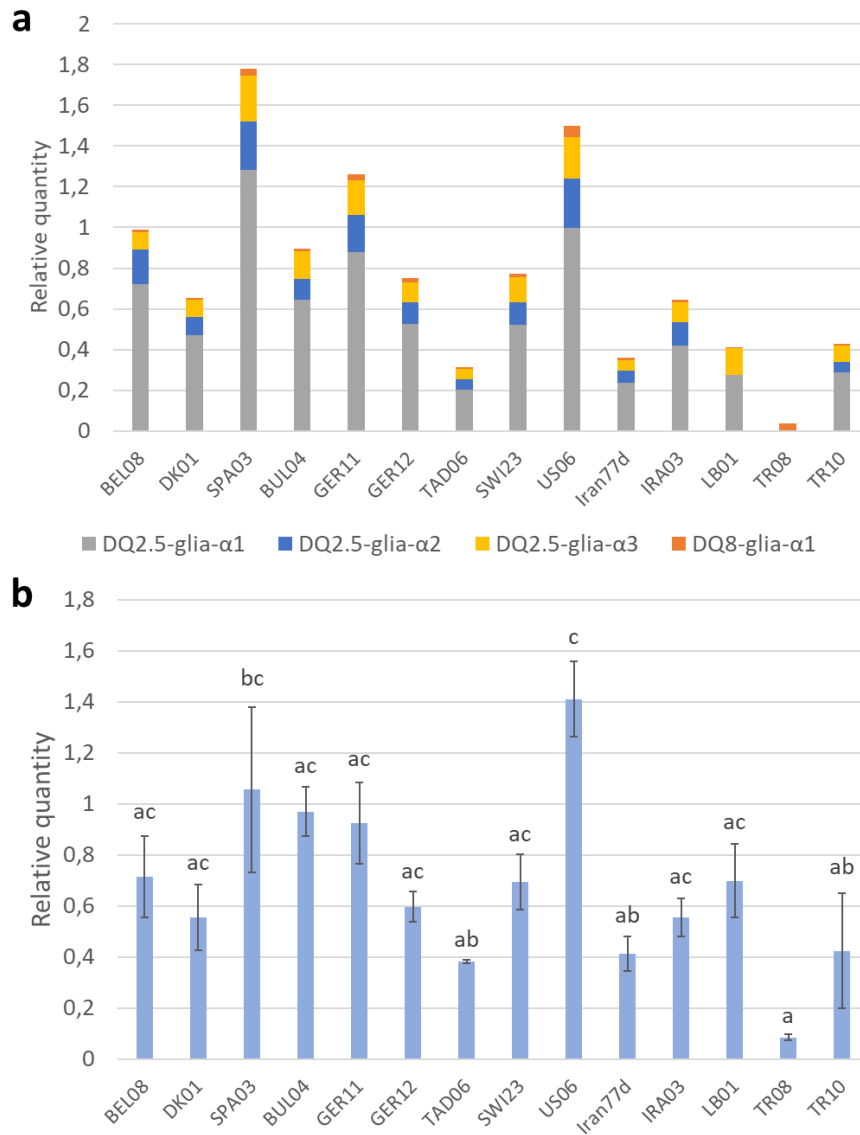 a
2
1,8
1,6
1,4
1,2
1
0,8
0,6
0,4
0,2
0
Relative quantity
BEL08 DK01 SPA03 BUL04 GER11 GER12 TAD06 SWI23 US06 Iran77d IRA03 LB01 TR08 TR10
DQ2.5-glia-α1 DQ2.5-glia-α2 DQ2.5-glia-α3 DQ8-glia-α1
b
1,8
1,6
1,4
1,2
1
0,8
0,6
0,4
0,2
0
Relative quantity
ac ac bc ac ac ac ab ac c ab ac ac a ab
BEL08 DK01 SPA03 BUL04 GER11 GER12 TAD06 SWI23 US06 Iran77d IRA03 LB01 TR08 TR10